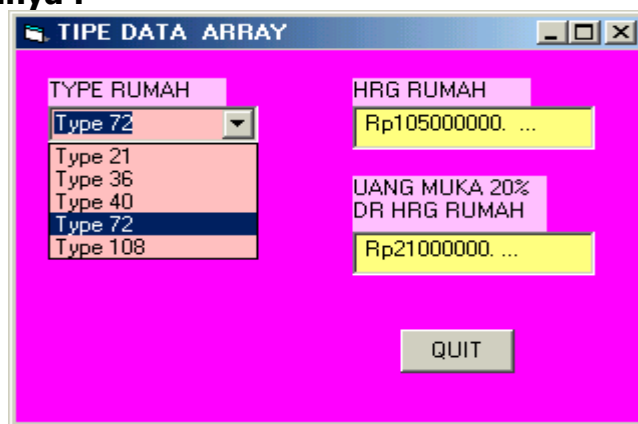 TIPE DATA ARRAY
TYPE RUMAH
Type 72
Type 21
Type 36
Type 40
Type 72
Type 108
HRG RUMAH
Rp105000000. ...
UANG MUKA 20%
DR HRG RUMAH
Rp21000000. ...
QUIT